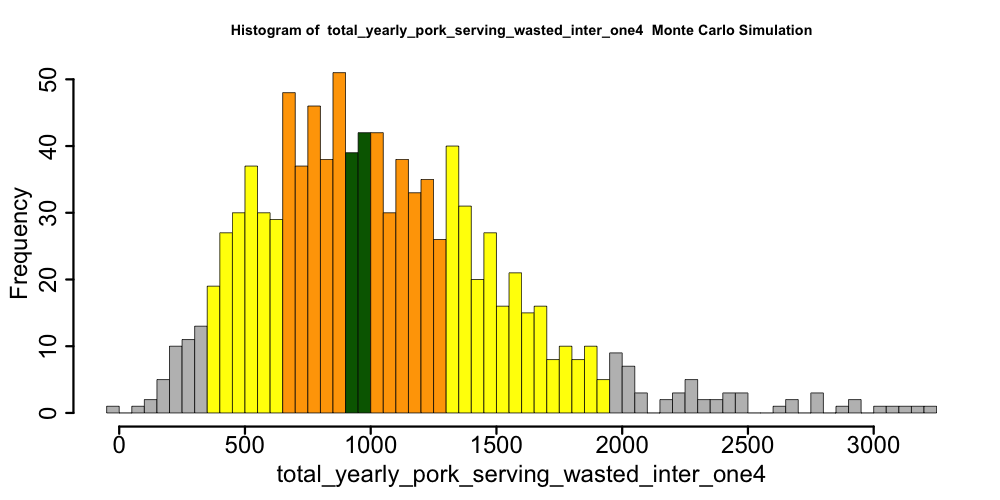 Histogram of  total_yearly_pork_serving_wasted_inter_one4  Monte Carlo Simulation
Frequency
50
40
30
20
10
0
0 500 1000 1500 2000 2500 3000
total_yearly_pork_serving_wasted_inter_one4